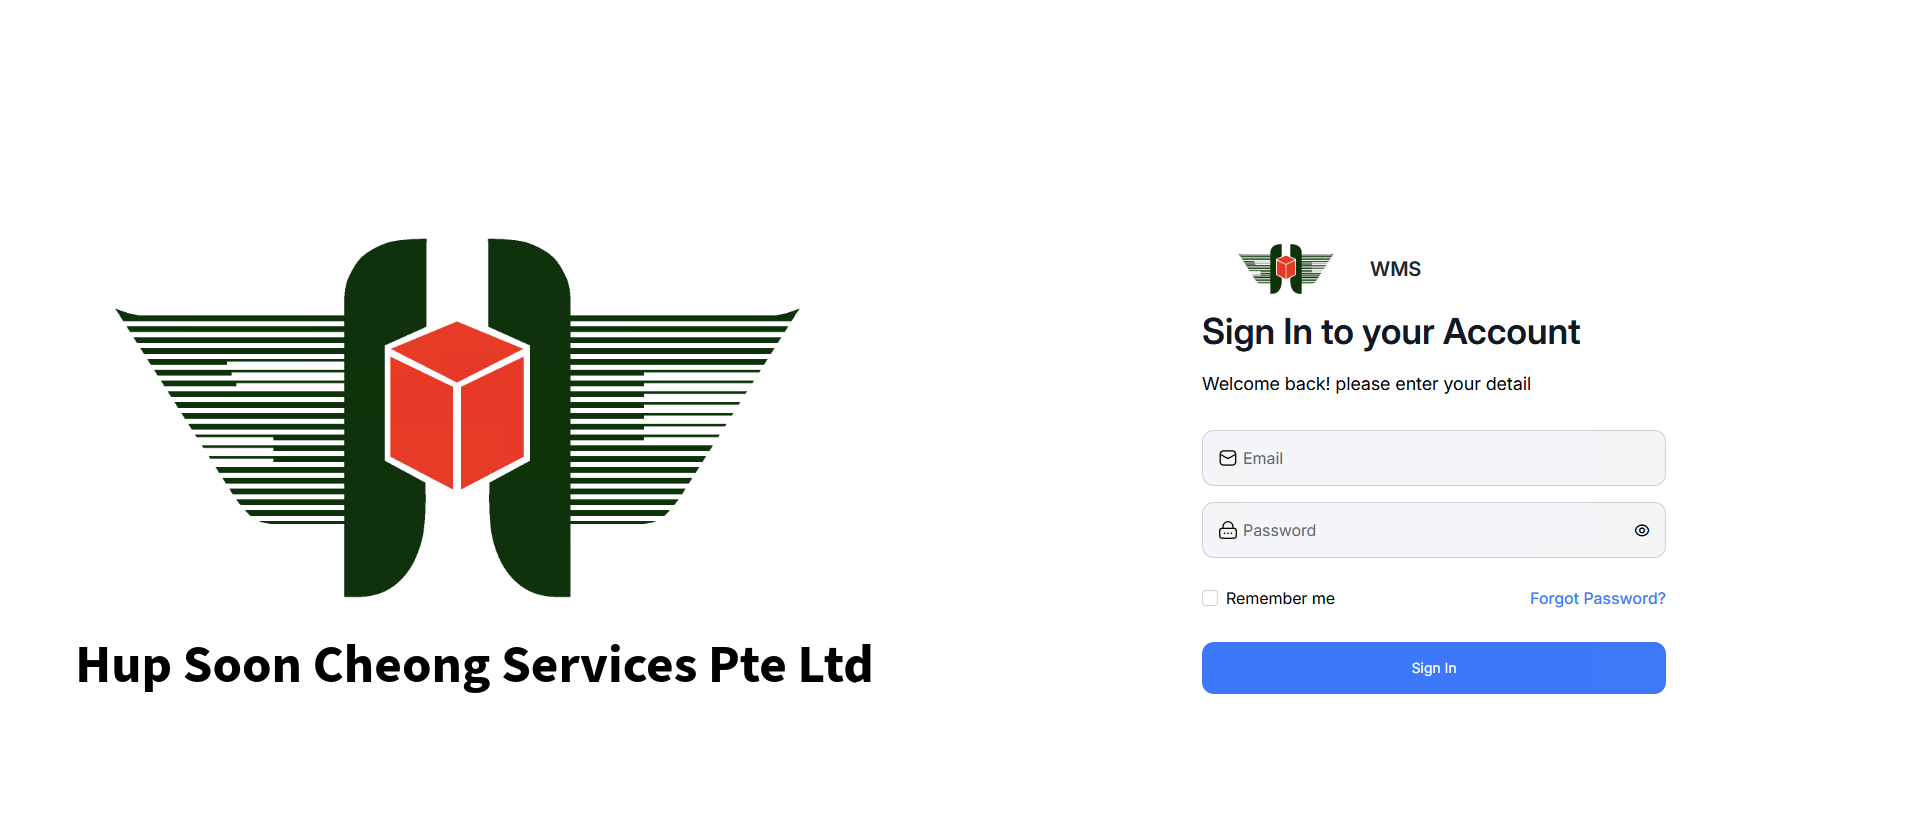 Hup Soon Cheong Services Pte Ltd
WMS
Sign In to your Account
Welcome back! please enter your detail
Email
Password
Remember me
Forgot Password?
Sign In